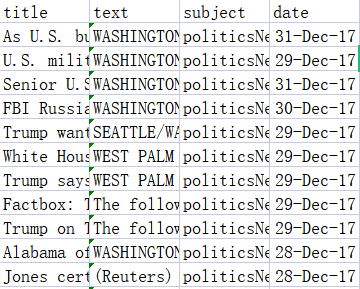 title text subject date
As U.S. bu WASHINGTON politicsNe 31-Dec-17
U.S. milit WASHINGTON politicsNe 29-Dec-17
Senior U.S WASHINGTON politicsNe 31-Dec-17
FBI Russia WASHINGTON politicsNe 30-Dec-17
Trump want SEATTLE/WA politicsNe 29-Dec-17
White Hous WEST PALM politicsNe 29-Dec-17
Trump says WEST PALM politicsNe 29-Dec-17
Factbox: T The follow politicsNe 29-Dec-17
Trump on T The follow politicsNe 29-Dec-17
Alabama of WASHINGTON politicsNe 28-Dec-17
Jones cert (Reuters) politicsNe 28-Dec-17